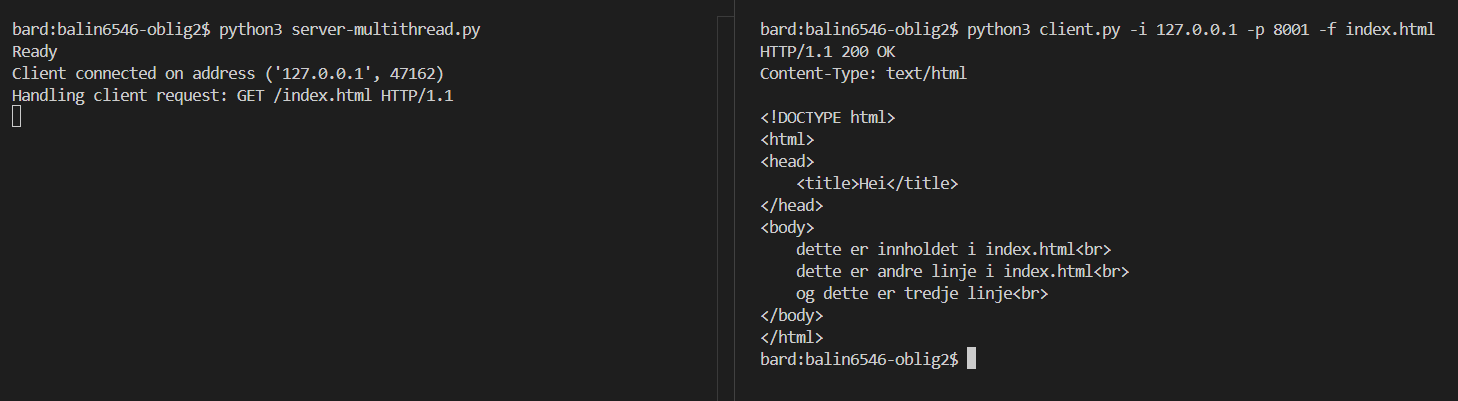 bard:balin6546-oblig2$ python3 server-multithread.py
Ready
Client connected on address ('127.0.0.1', 47162)
Handling client request: GET /index.html HTTP/1.1
bard:balin6546-oblig2$ python3 client.py -i 127.0.0.1 -p 8001 -f index.html
HTTP/1.1 200 OK
Content-Type: text/html

<!DOCTYPE html>
<html>
<head>
    <title>Hei</title>
</head>
<body>
    dette er innholdet i index.html<br>
    dette er andre linje i index.html<br>
    og dette er tredje linje<br>
</body>
</html>
bard:balin6546-oblig2$